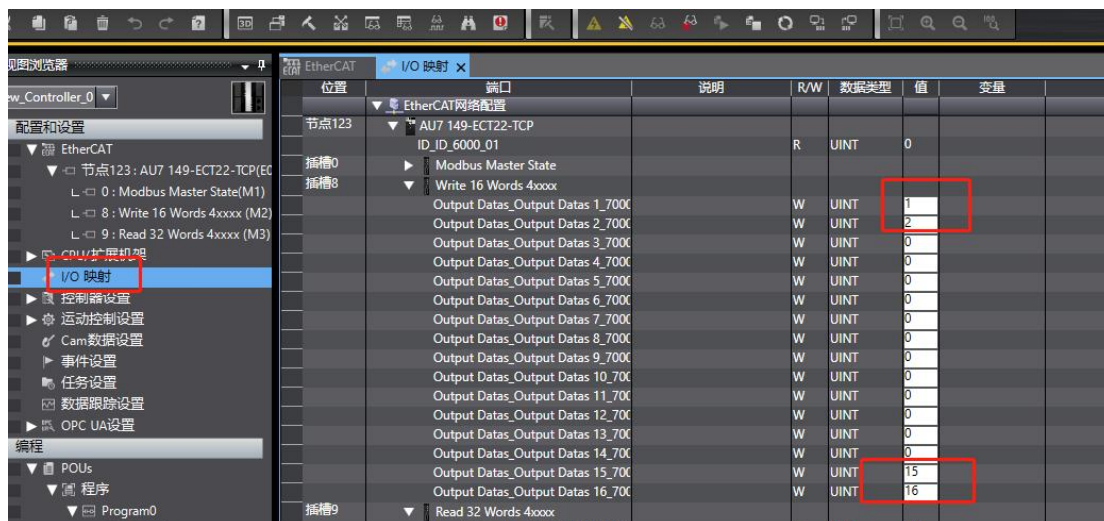 3D
视图浏览器
ew_Controller_0
配置和设置
EtherCAT
节点123 : AU7 149-ECT22-TCP(E0
0 : Modbus Master State(M1)
8 : Write 16 Words 4xxxx (M2)
9 : Read 32 Words 4xxxx (M3)
CPU/扩展机架
I/O 映射
控制器设置
运动控制设置
Cam数据设置
事件设置
任务设置
数据跟踪设置
OPC UA设置
编程
POUs
程序
Program0
EtherCAT I/O 映射
位置 端口 说明 R/W 数据类型 值 变量
EtherCAT网络配置
节点123 AU7 149-ECT22-TCP
ID_ID_6000_01 R UINT 0
插槽0 Modbus Master State
插槽8 Write 16 Words 4xxxx
Output Datas_Output Datas 1_7000 W UINT 1
Output Datas_Output Datas 2_7000 W UINT 2
Output Datas_Output Datas 3_7000 W UINT 0
Output Datas_Output Datas 4_7000 W UINT 0
Output Datas_Output Datas 5_7000 W UINT 0
Output Datas_Output Datas 6_7000 W UINT 0
Output Datas_Output Datas 7_7000 W UINT 0
Output Datas_Output Datas 8_7000 W UINT 0
Output Datas_Output Datas 9_7000 W UINT 0
Output Datas_Output Datas 10_700 W UINT 0
Output Datas_Output Datas 11_700 W UINT 0
Output Datas_Output Datas 12_700 W UINT 0
Output Datas_Output Datas 13_700 W UINT 0
Output Datas_Output Datas 14_700 W UINT 0
Output Datas_Output Datas 15_700 W UINT 15
Output Datas_Output Datas 16_700 W UINT 16
插槽9 Read 32 Words 4xxxx